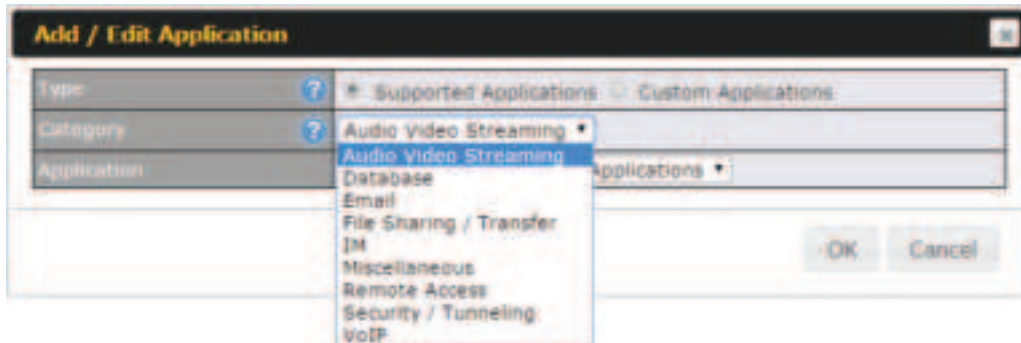 Add / Edit Application
Type ? Supported Applications Custom Applications
Category ? Audio Video Streaming
Application Applications
Audio Video Streaming
Database
Email
File Sharing / Transfer
IM
Miscellaneous
Remote Access
Security / Tunneling
VoIP
OK Cancel